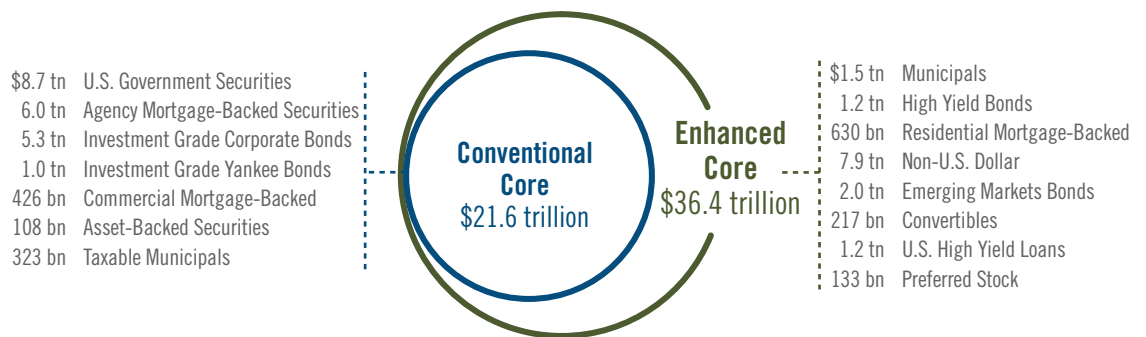 $8.7 tn U.S. Government Securities
6.0 tn Agency Mortgage-Backed Securities
5.3 tn Investment Grade Corporate Bonds
1.0 tn Investment Grade Yankee Bonds
426 bn Commercial Mortgage-Backed
108 bn Asset-Backed Securities
323 bn Taxable Municipals
Conventional
Core
$21.6 trillion
Enhanced
Core
$36.4 trillion
$1.5 tn Municipals
1.2 tn High Yield Bonds
630 bn Residential Mortgage-Backed
7.9 tn Non-U.S. Dollar
2.0 tn Emerging Markets Bonds
217 bn Convertibles
1.2 tn U.S. High Yield Loans
133 bn Preferred Stock